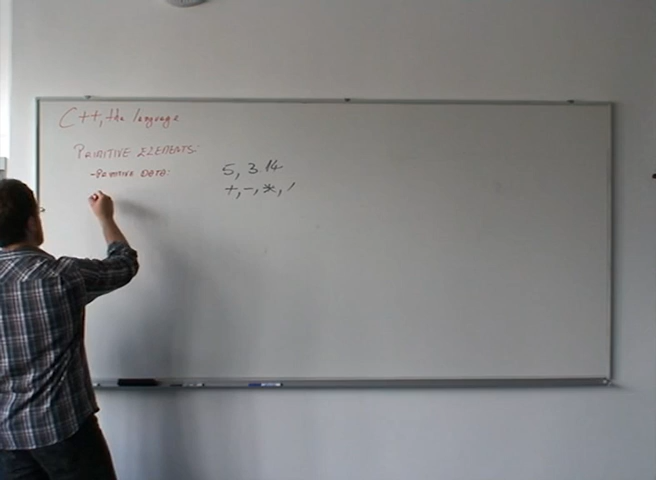 C++, the language
PRIMITIVE ELEMENTS:
-PRIMITIVE DATA: 5, 3.14
+, -, *, /